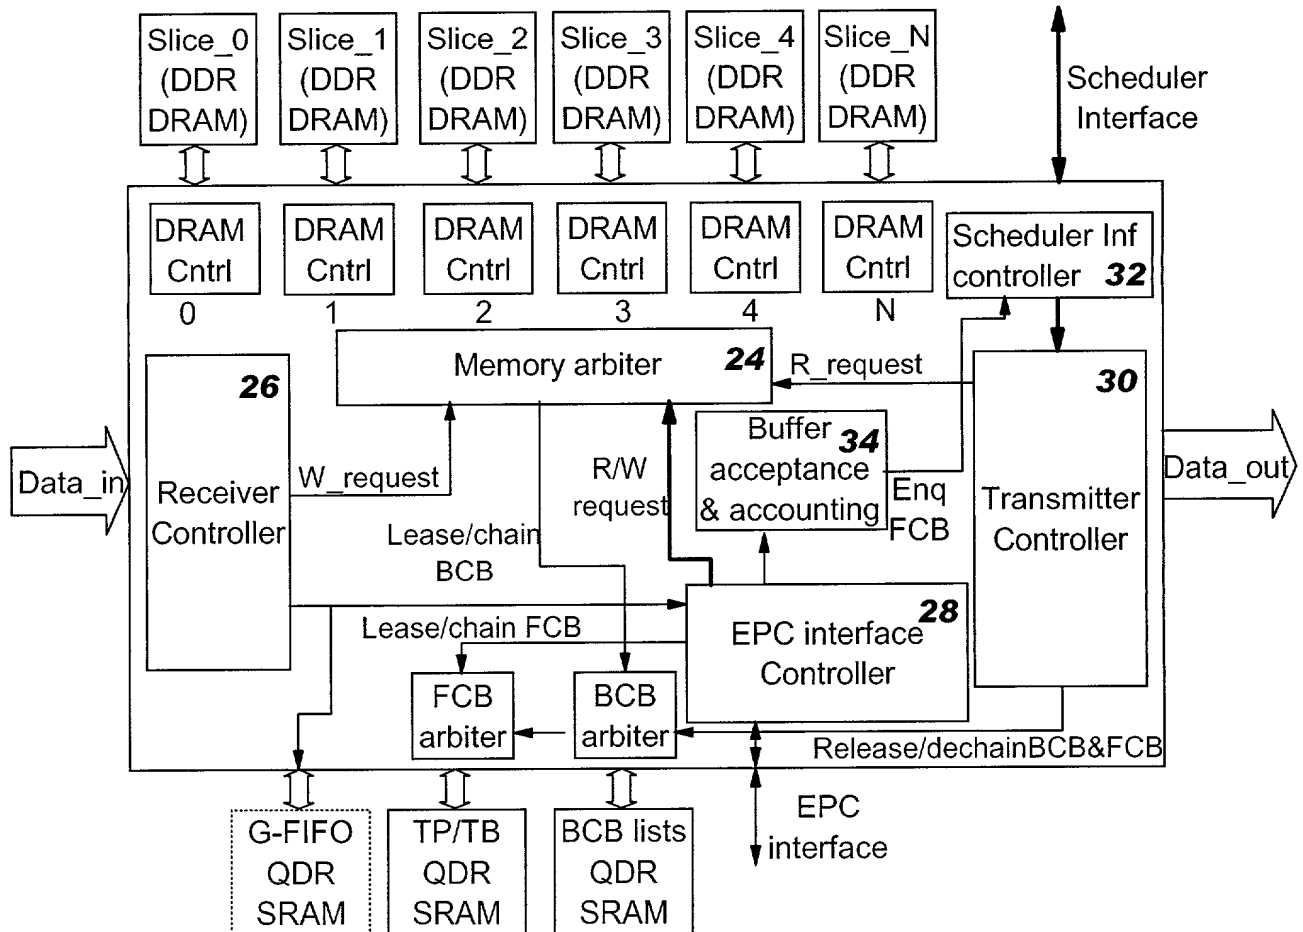 Slice_0
(DDR
DRAM)
Slice_1
(DDR
DRAM)
Slice_2
(DDR
DRAM)
Slice_3
(DDR
DRAM)
Slice_4
(DDR
DRAM)
Slice_N
(DDR
DRAM)
Scheduler
Interface
DRAM
Cntrl
0
DRAM
Cntrl
1
DRAM
Cntrl
2
DRAM
Cntrl
3
DRAM
Cntrl
4
DRAM
Cntrl
N
Scheduler Inf
controller 32
Memory arbiter 24
R_request
26
Receiver
Controller
30
Transmitter
Controller
Data_in
Data_out
W_request
R/W
request
Buffer 34
acceptance
& accounting
Enq
FCB
Lease/chain
BCB
Lease/chain FCB
28
EPC interface
Controller
FCB
arbiter
BCB
arbiter
Release/dechainBCB&FCB
G-FIFO
QDR
SRAM
TP/TB
QDR
SRAM
BCB lists
QDR
SRAM
EPC
interface